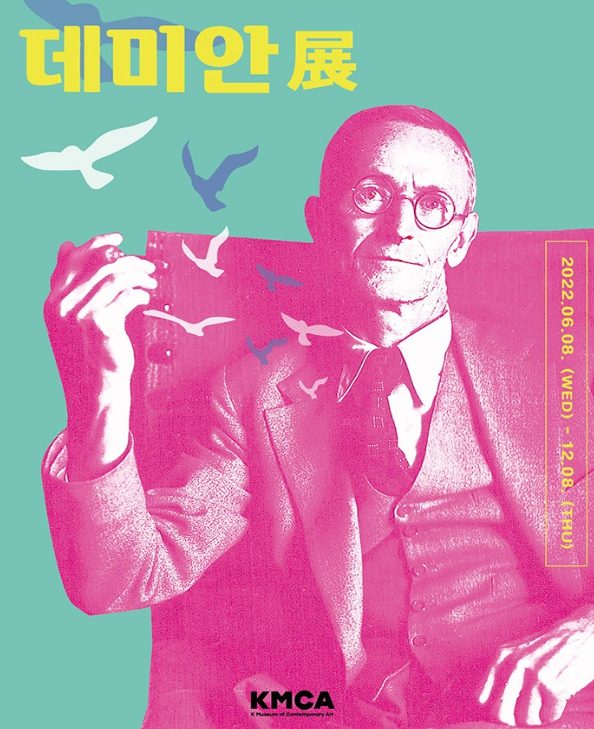 데미안 展
2022.06.08. (WED) - 12.08. (THU)
KMCA
K Museum of Contemporary Art